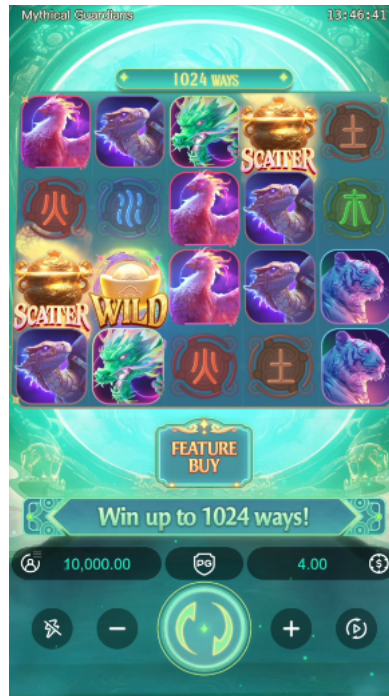 Mythical Guardians 13:46:41
1024 WAYS
SCATTER 土
火 水 木
SCATTER WILD
火 土
FEATURE
BUY
Win up to 1024 ways!
10,000.00 PG 4.00